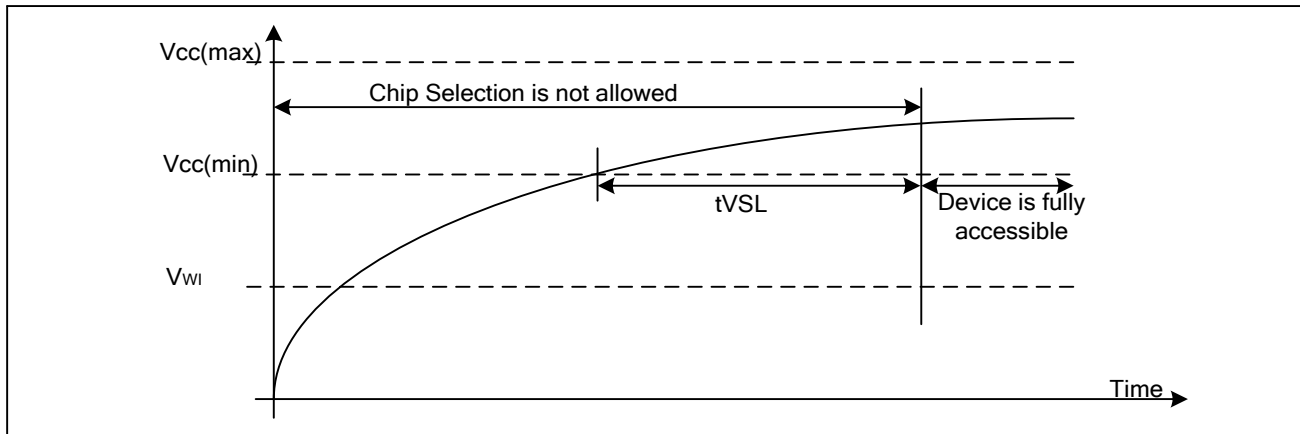 Vcc(max)
Chip Selection is not allowed
Vcc(min)
tVSL
Device is fully
accessible
VWI
Time